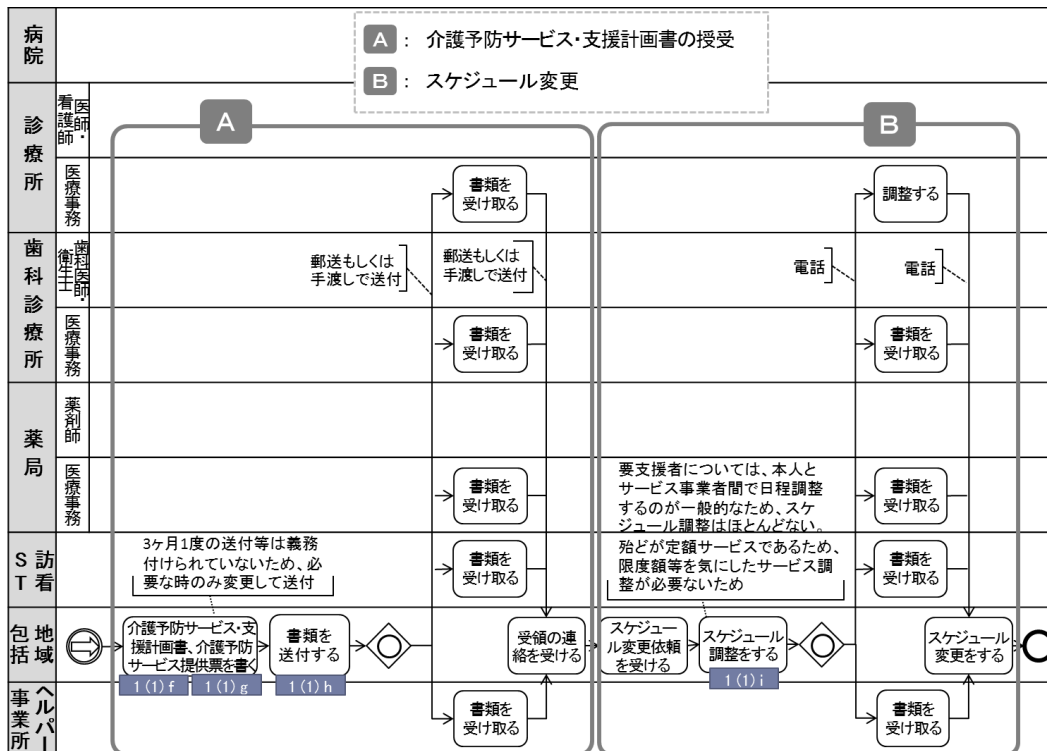 A : 介護予防サービス・支援計画書の授受
B : スケジュール変更
病院
診療所
医師・
看護師
医療事務
歯科診療所
歯科医師・
衛生士
医療事務
薬局
薬剤師
医療事務
訪看
ST
地域
包括
ヘルパー
事業所
A
書類を
受け取る
郵送もしくは
手渡しで送付
郵送もしくは
手渡しで送付
書類を
受け取る
書類を
受け取る
書類を
受け取る
3ヶ月1度の送付等は義務
付けられていないため、必
要な時のみ変更して送付
介護予防サービス・支
援計画書、介護予防
サービス提供票を書く
1(1)f
1(1)g
書類を
送付する
1(1)h
受領の連
絡を受ける
書類を
受け取る
B
調整する
電話
電話
書類を
受け取る
要支援者については、本人と
サービス事業者間で日程調整
するのが一般的なため、スケ
ジュール調整はほとんどない。
書類を
受け取る
殆どが定額サービスであるため、
限度額等を気にしたサービス調
整が必要ないため
書類を
受け取る
スケジュー
ル変更依頼
を受ける
スケジュール
調整をする
1(1)i
スケジュール
変更をする
書類を
受け取る